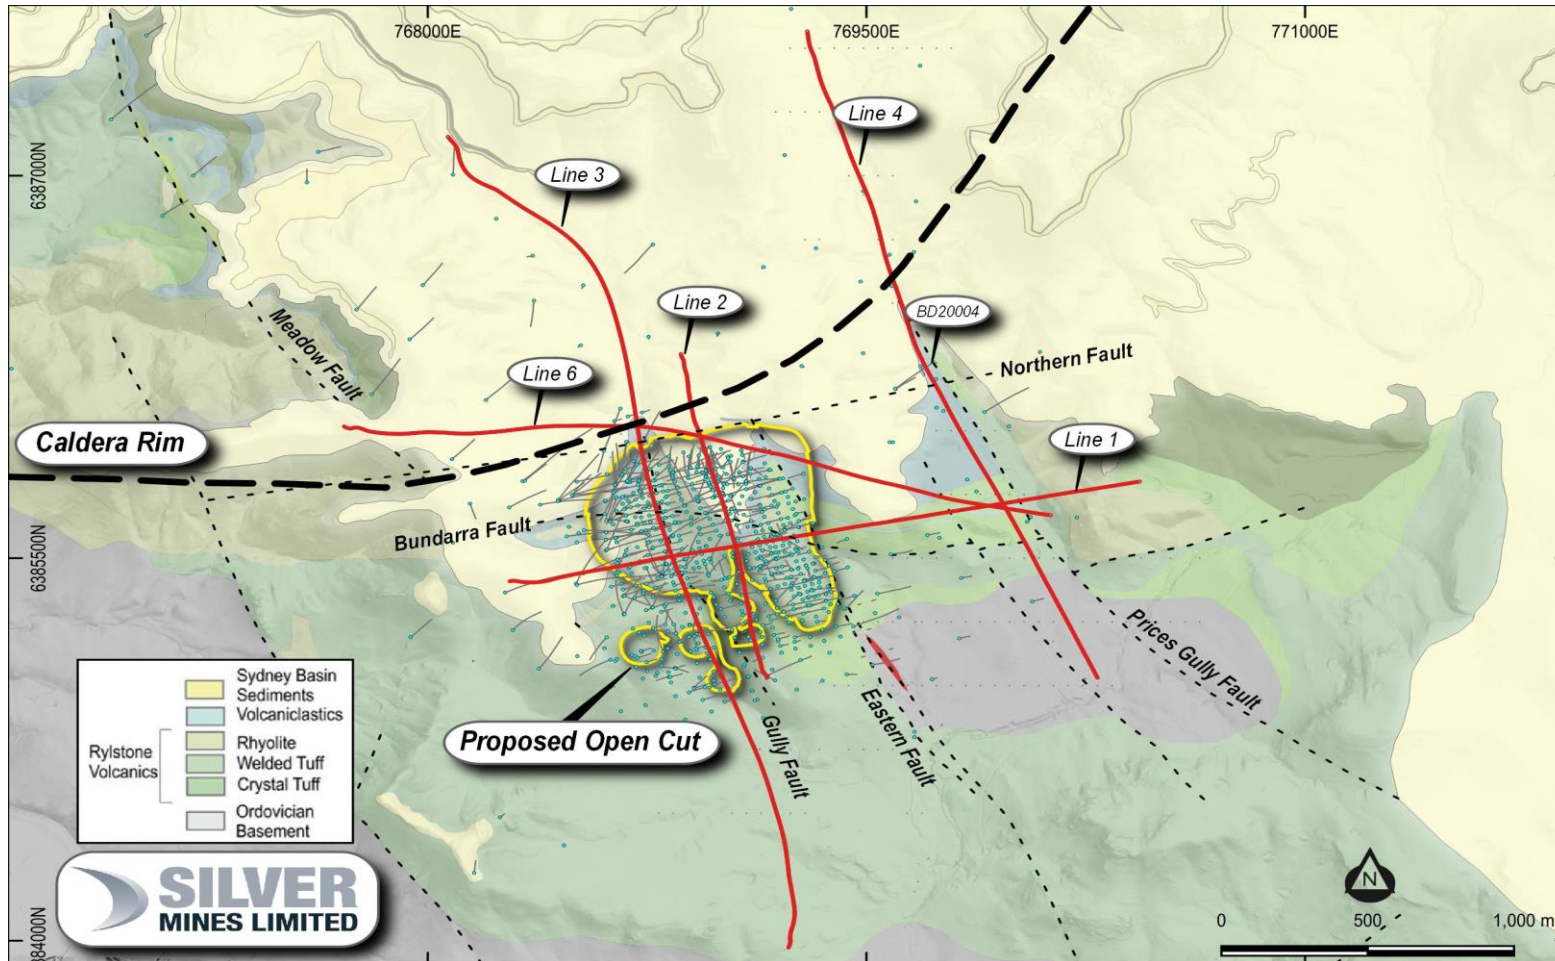 768000E
769500E
771000E
6387000N
Line 4
Line 3
Line 2
BD20004
Meadow Fault
Northern Fault
Line 6
Caldera Rim
Line 1
Bundarra Fault
6385500N
Prices Gully Fault
Proposed Open Cut
Gully Fault
Eastern Fault
Sydney Basin
Sediments
Volcaniclastics
Rylstone
Volcanics
Rhyolite
Welded Tuff
Crystal Tuff
Ordovician
Basement
SILVER
MINES LIMITED
384000N
N
0
500
1,000 m